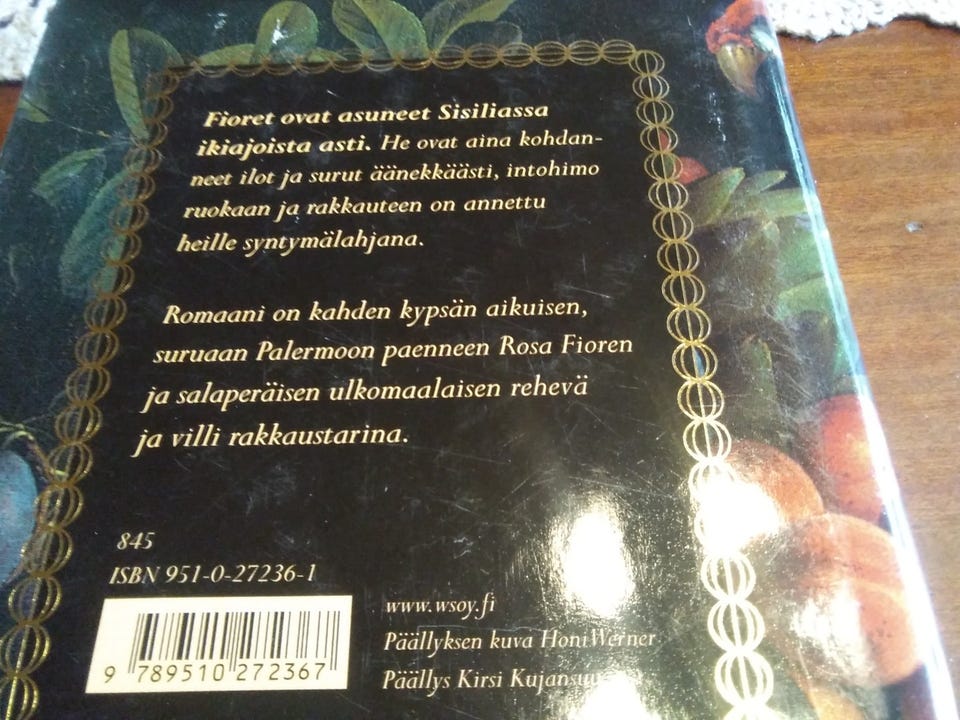 Fioret ovat asuneet Sisiliassa
ikiajoista asti. He ovat aina kohdan-
neet ilot ja surut äänekkäästi, intohimo
ruokaan ja rakkauteen on annettu
heille syntymälahjana.
Romaani on kahden kypsän aikuisen,
suruaan Palermoon paenneen Rosa Fioren
ja salaperäisen ulkomaalaisen rehevä
ja villi rakkaustarina.
845
ISBN 951-0-27236-1
www.wsoy.fi
Päällyksen kuva Honi Werner
Päällys Kirsi
9 789510 272367